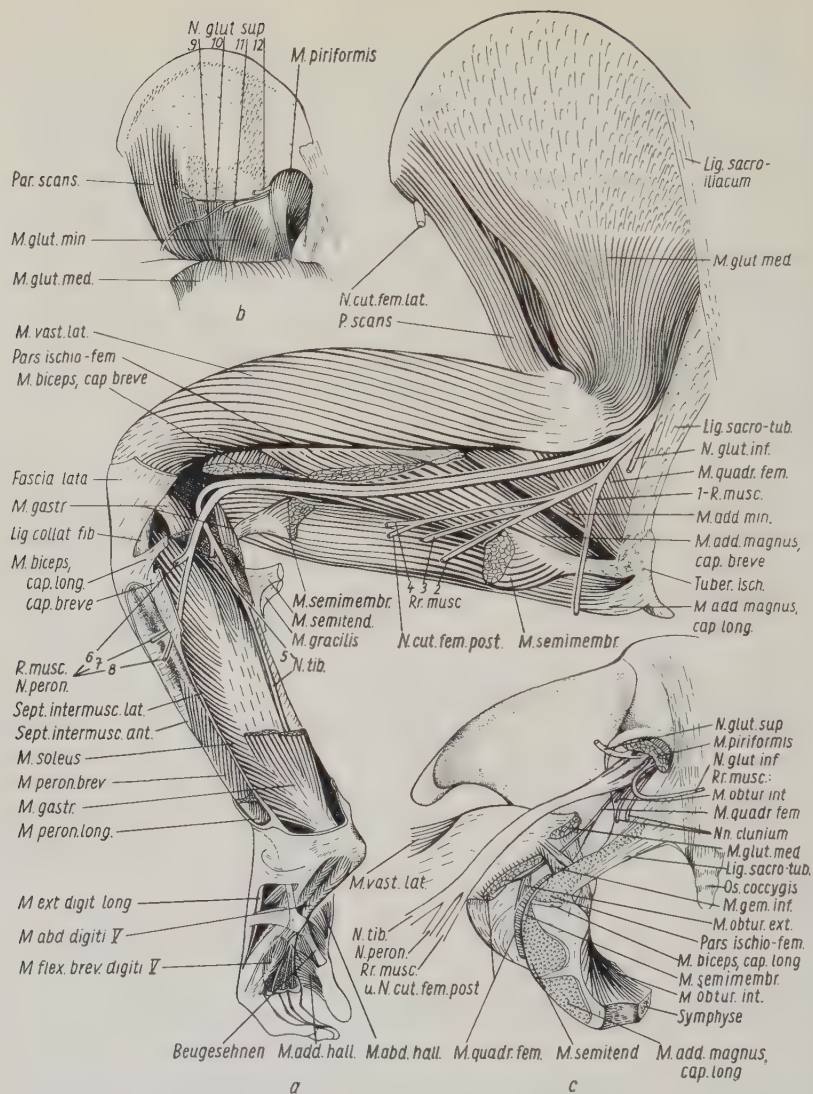 N. glut sup
9 10 11 12
M. piriformis
Par. scans.
M. glut. min
M. glut. med.
b
Lig. sacro-
iliacum
M. glut med
N. cut. fem. lat.
P. scans
M. vast. lat.
Pars ischio-fem
M. biceps, cap breve
Fascia lata
M. gastr
Lig collat fib
M. biceps,
cap. long.
cap. breve
Lig. sacro-tub.
N. glut. inf.
M. quadr. fem.
1-R. musc.
M. add min.
M. add. magnus,
cap. breve
Tuber. isch.
M add magnus,
cap long.
4 3 2
Rr. musc
M. semimembr.
M. semitend.
M. gracilis
N. cut. fem. post.
M. semimembr.
5
N. tib.
6 7 8
R. musc.
N. peron.
Sept. intermusc. lat.
Sept. intermusc. ant.
M. soleus
M peron. brev
M. gastr.
M peron. long.
M ext digit long
M abd digiti V
M flex. brev. digiti V
Beugesehnen
M. add. hall.
M. abd. hall.
a
N. glut. sup
M. piriformis
N. glut inf
Rr. musc.:
M. obtur int
M. quadr fem
Nn. clunium
M. glut. med
Lig. sacro-tub.
Os. coccygis
M. gem. inf.
M. obtur. ext.
Pars ischio-fem.
M. biceps, cap. long
M. semimembr.
M obtur. int.
Symphyse
M. vast. lat.
N. tib.
N. peron.
Rr. musc.
u. N. cut. fem. post
M. quadr. fem.
M. semitend
M. add. magnus,
cap. long
c